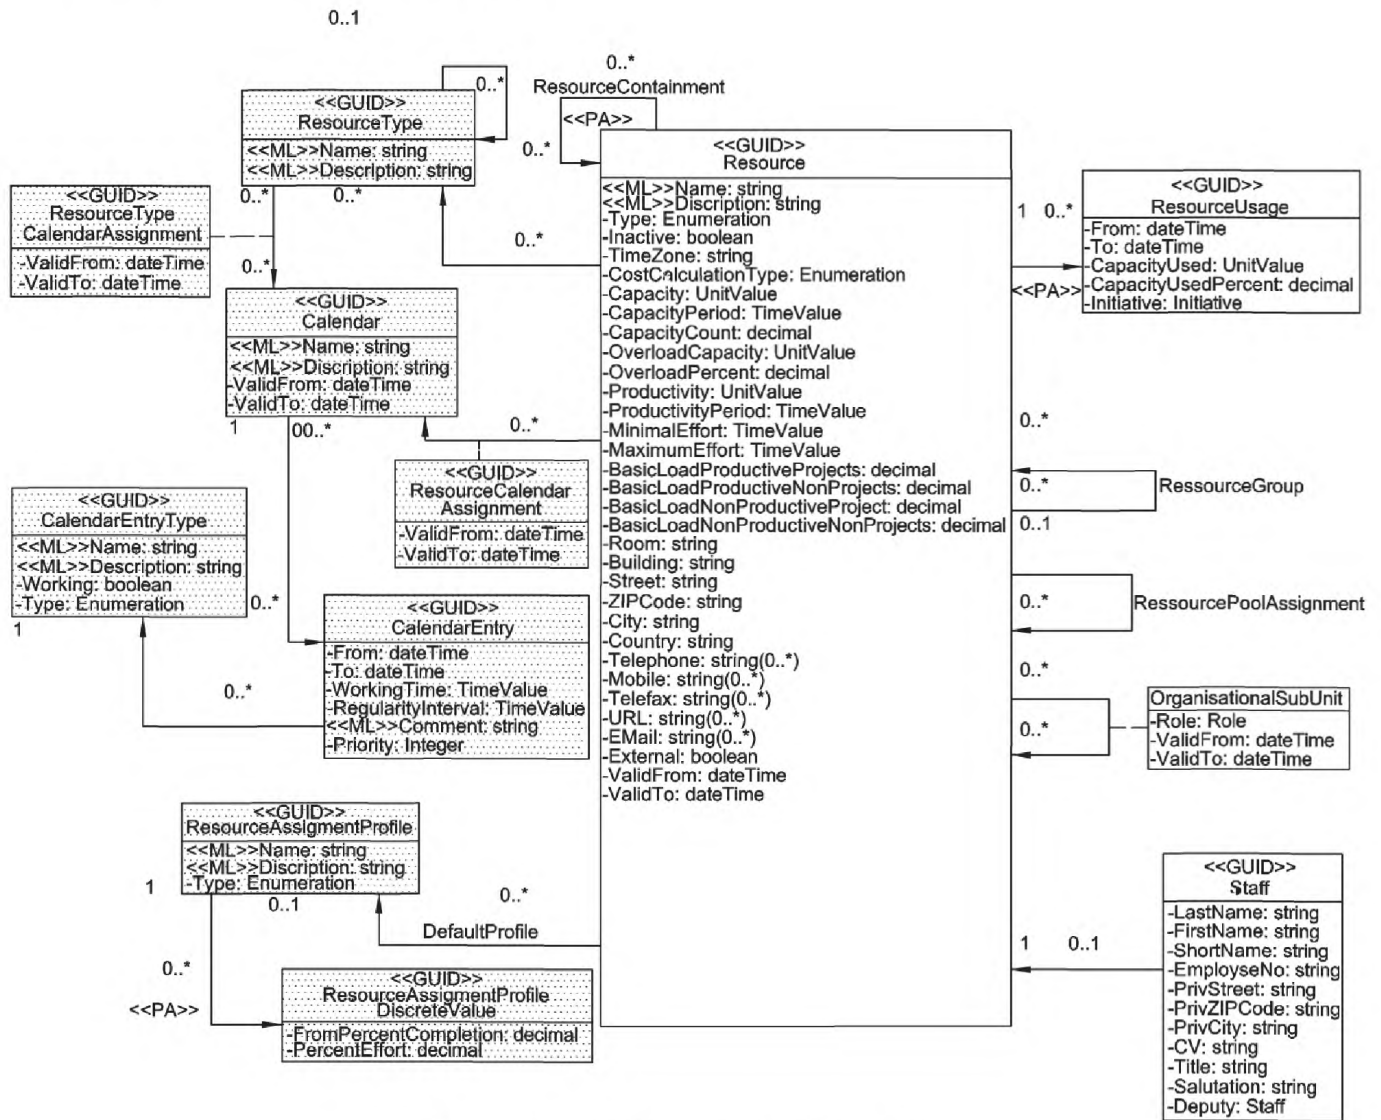 0..1
0..*
<<GUID>>
ResourceType
<<ML>>Name: string
<<ML>>Description: string
0..*
ResourceContainment
<<PA>>
0..*
0..*
0..*
0..*
<<GUID>>
ResourceType
CalendarAssignment
-ValidFrom: dateTime
-ValidTo: dateTime
0..*
<<GUID>>
Calendar
<<ML>>Name: string
<<ML>>Discription: string
-ValidFrom: dateTime
-ValidTo: dateTime
1
00..*
0..*
<<GUID>>
ResourceCalendar
Assignment
-ValidFrom: dateTime
-ValidTo: dateTime
<<GUID>>
CalendarEntryType
<<ML>>Name: string
<<ML>>Description: string
-Working: boolean
-Type: Enumeration
1
0..*
0..*
<<GUID>>
CalendarEntry
-From: dateTime
-To: dateTime
-WorkingTime: TimeValue
-RegularityInterval: TimeValue
<<ML>>Comment: string
-Priority: Integer
<<GUID>>
ResourceAssigmentProfile
<<ML>>Name: string
<<ML>>Discription: string
-Type: Enumeration
1
0..1
0..*
DefaultProfile
0..*
<<PA>>
<<GUID>>
ResourceAssigmentProfile
DiscreteValue
-FromPercentCompletion: decimal
-PercentEffort: decimal
<<GUID>>
Resource
<<ML>>Name: string
<<ML>>Discription: string
-Type: Enumeration
-Inactive: boolean
-TimeZone: string
-CostCalculationType: Enumeration
-Capacity: UnitValue
-CapacityPeriod: TimeValue
-CapacityCount: decimal
-OverloadCapacity: UnitValue
-OverloadPercent: decimal
-Productivity: UnitValue
-ProductivityPeriod: TimeValue
-MinimalEffort: TimeValue
-MaximumEffort: TimeValue
-BasicLoadProductiveProjects: decimal
-BasicLoadProductiveNonProjects: decimal
-BasicLoadNonProductiveProject: decimal
-BasicLoadNonProductiveNonProjects: decimal
-Room: string
-Building: string
-Street: string
-ZIPCode: string
-City: string
-Country: string
-Telephone: string(0..*)
-Mobile: string(0..*)
-Telefax: string(0..*)
-URL: string(0..*)
-EMail: string(0..*)
-External: boolean
-ValidFrom: dateTime
-ValidTo: dateTime
1 0..*
<<PA>>
<<GUID>>
ResourceUsage
-From: dateTime
-To: dateTime
-CapacityUsed: UnitValue
-CapacityUsedPercent: decimal
-Initiative: Initiative
0..*
0..*
RessourceGroup
0..1
0..*
RessourcePoolAssignment
0..*
0..*
OrganisationalSubUnit
-Role: Role
-ValidFrom: dateTime
-ValidTo: dateTime
1 0..1
<<GUID>>
Staff
-LastName: string
-FirstName: string
-ShortName: string
-EmployseNo: string
-PrivStreet: string
-PrivZIPCode: string
-PrivCity: string
-CV: string
-Title: string
-Salutation: string
-Deputy: Staff